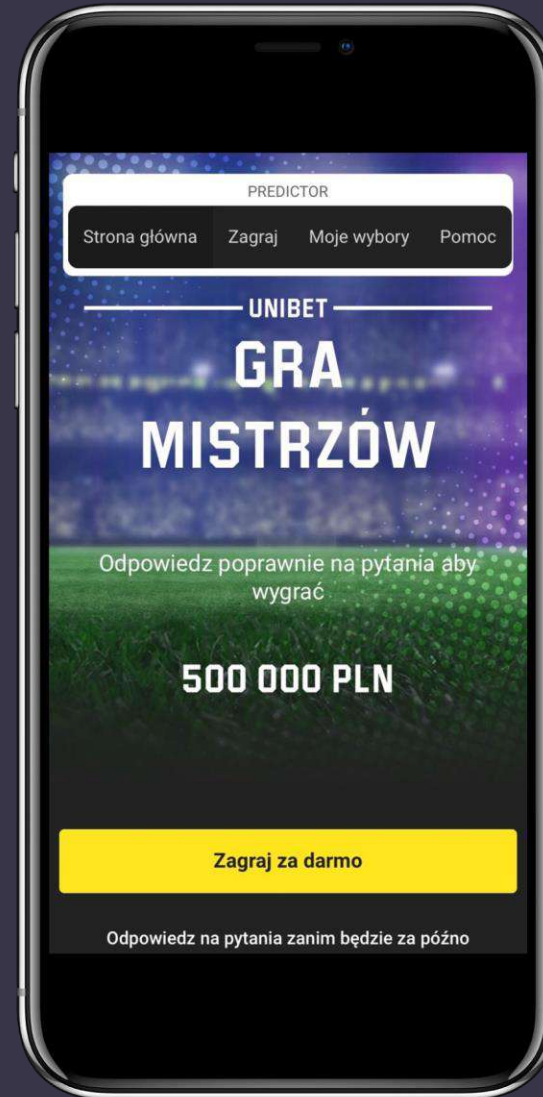 PREDICTOR
Strona główna Zagraj Moje wybory Pomoc
UNIBET
GRA
MISTRZÓW
Odpowiedz poprawnie na pytania aby
wygrać
500 000 PLN
Zagraj za darmo
Odpowiedz na pytania zanim będzie za późno